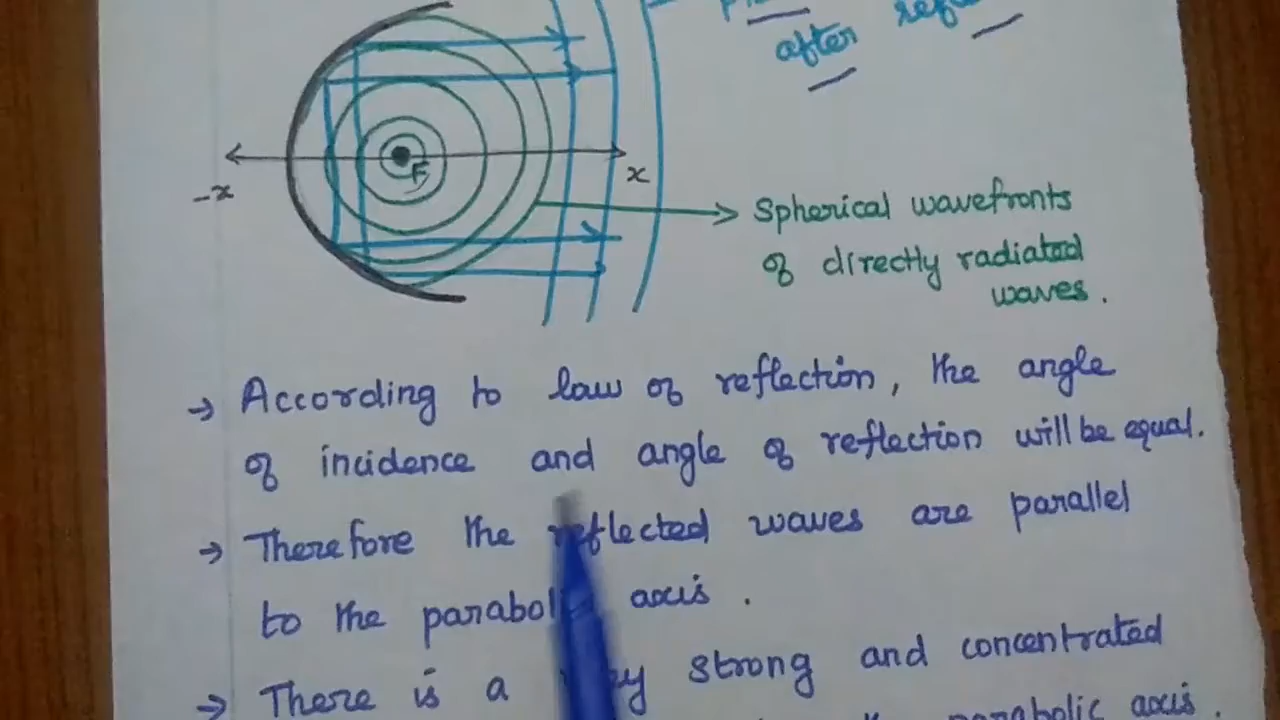 after
F
-x
x
Spherical wavefronts
of directly radiated
waves.
→ According to law of reflection, the angle
of incidence and angle of reflection will be equal.
→ Therefore the reflected waves are parallel
to the parabolic axis.
→ There is a very strong and concentrated
parabolic axis.